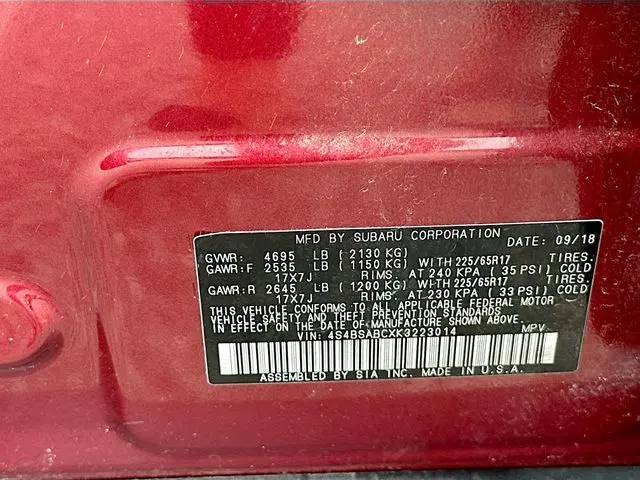 MFD BY SUBARU CORPORATION DATE: 09/18
GVWR: 4695 LB (2130 KG)
GAWR:F 2535 LB (1150 KG) WITH 225/65R17 TIRES.
17X7J RIMS. AT 240 KPA (35 PSI) COLD
GAWR:R 2645 LB (1200 KG) WITH 225/65R17 TIRES.
17X7J RIMS. AT 230 KPA (33 PSI) COLD
THIS VEHICLE CONFORMS TO ALL APPLICABLE FEDERAL MOTOR
VEHICLE SAFETY AND THEFT PREVENTION STANDARDS
IN EFFECT ON THE DATE OF MANUFACTURE SHOWN ABOVE.
VIN: 4S4BSABCXK3223014 MPV
ASSEMBLED BY SIA INC. MADE IN U.S.A.